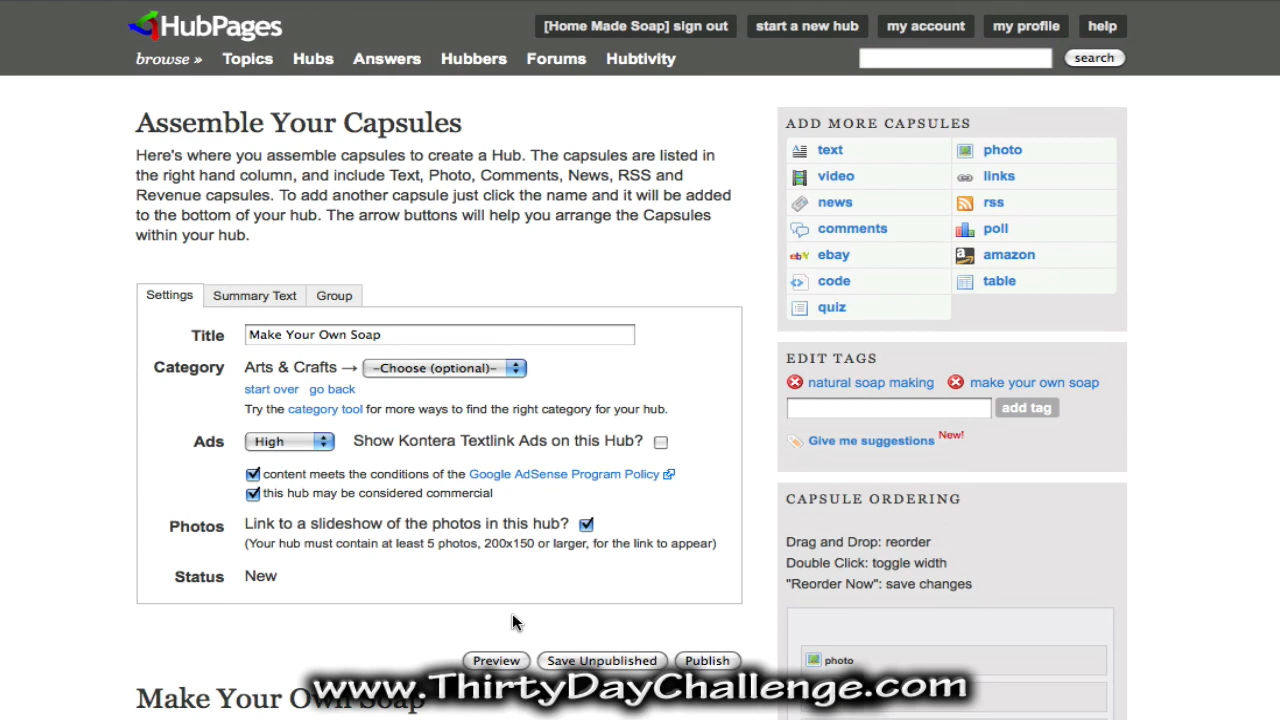 HubPages
[Home Made Soap] sign out
start a new hub
my account
my profile
help
browse »
Topics
Hubs
Answers
Hubbers
Forums
Hubtivity
search
Assemble Your Capsules
Here's where you assemble capsules to create a Hub. The capsules are listed in
the right hand column, and include Text, Photo, Comments, News, RSS and
Revenue capsules. To add another capsule just click the name and it will be added
to the bottom of your hub. The arrow buttons will help you arrange the Capsules
within your hub.
Settings
Summary Text
Group
Title
Make Your Own Soap
Category
Arts & Crafts →
-Choose (optional)-
start over
go back
Try the category tool for more ways to find the right category for your hub.
Ads
High
Show Kontera Textlink Ads on this Hub?
content meets the conditions of the Google AdSense Program Policy
this hub may be considered commercial
Photos
Link to a slideshow of the photos in this hub?
(Your hub must contain at least 5 photos, 200x150 or larger, for the link to appear)
Status
New
Preview
Save Unpublished
Publish
Make Your Own Soap
ADD MORE CAPSULES
text
photo
video
links
news
rss
comments
poll
ebay
amazon
code
table
quiz
EDIT TAGS
natural soap making
make your own soap
add tag
Give me suggestions New!
CAPSULE ORDERING
Drag and Drop: reorder
Double Click: toggle width
"Reorder Now": save changes
photo
www.ThirtyDayChallenge.com